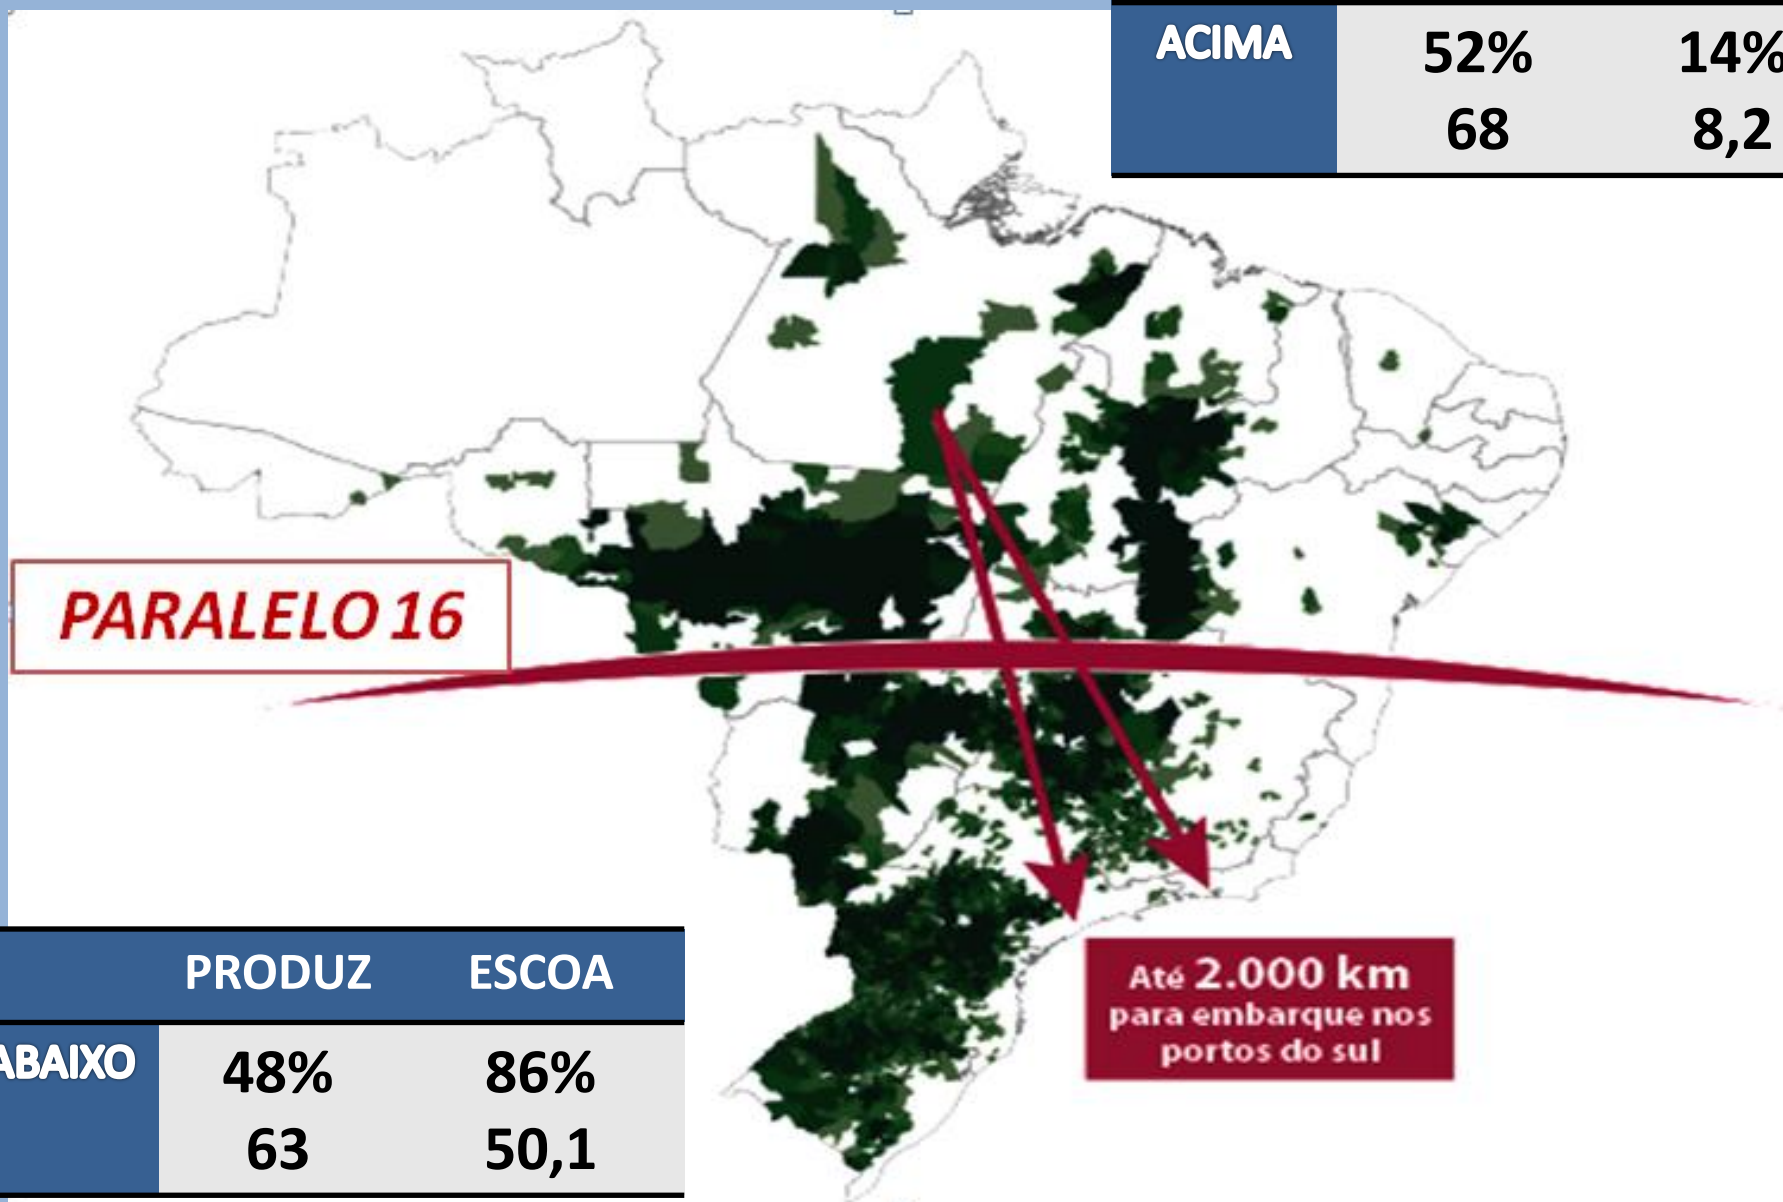 ACIMA 52% 14%
68 8,2
PARALELO 16
PRODUZ ESCOA
ABAIXO 48% 86%
63 50,1
Até 2.000 km
para embarque nos
portos do sul